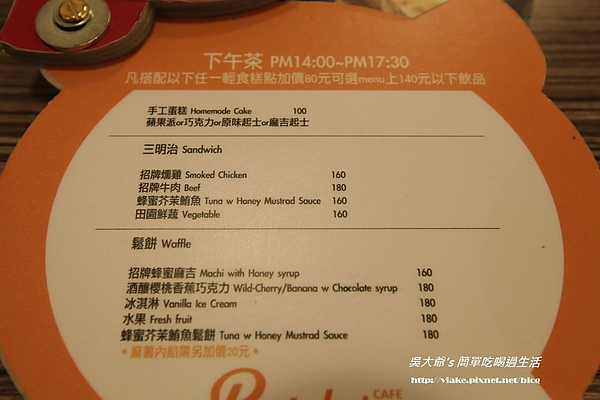 下午茶 PM14:00~PM17:30
凡搭配以下任一輕食糕點加價80元可選menu上140元以下飲品
手工蛋糕 Homemade Cake 100
蘋果派or巧克力or原味起士or麻吉起士
三明治 Sandwich
招牌燻雞 Smoked Chicken 160
招牌牛肉 Beef 180
蜂蜜芥茉鮪魚 Tuna w Honey Mustrad Sauce 160
田園鮮蔬 Vegetable 160
鬆餅 Waffle
招牌蜂蜜麻吉 Machi with Honey syrup 160
酒釀櫻桃香蕉巧克力 Wild-Cherry/Banana w Chocolate syrup 180
冰淇淋 Vanilla Ice Cream 180
水果 Fresh fruit 180
蜂蜜芥茉鮪魚鬆餅 Tuna w Honey Mustrad Sauce 180
*麻薯內餡需另加價20元*
CAFE
吳大爺's 簡單吃喝過生活
http://viake.pixnet.net/blog